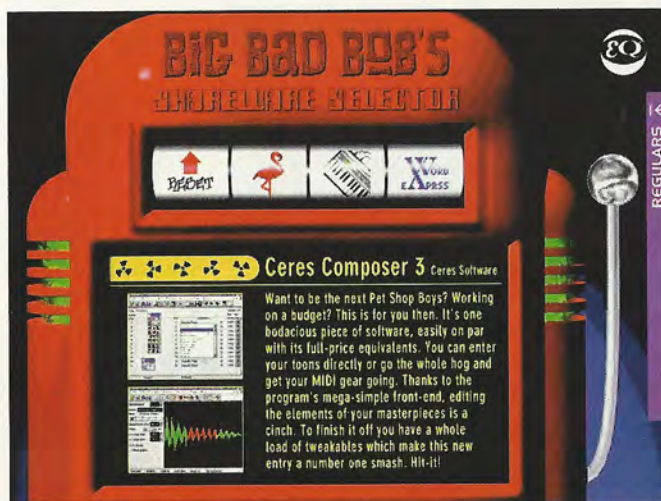 BIG BAD BOB'S
SHARELWARE SELECTOR
EQ
REGULARS
RESET
WORD
EXPRSS
Ceres Composer 3 Ceres Software
Want to be the next Pet Shop Boys? Working
on a budget? This is for you then. It's one
bodacious piece of software, easily on par
with its full-price equivalents. You can enter
your toons directly or go the whole hog and
get your MIDI gear going. Thanks to the
program's mega-simple front-end, editing
the elements of your masterpieces is a
cinch. To finish it off you have a whole
load of tweakables which make this new
entry a number one smash. Hit-it!